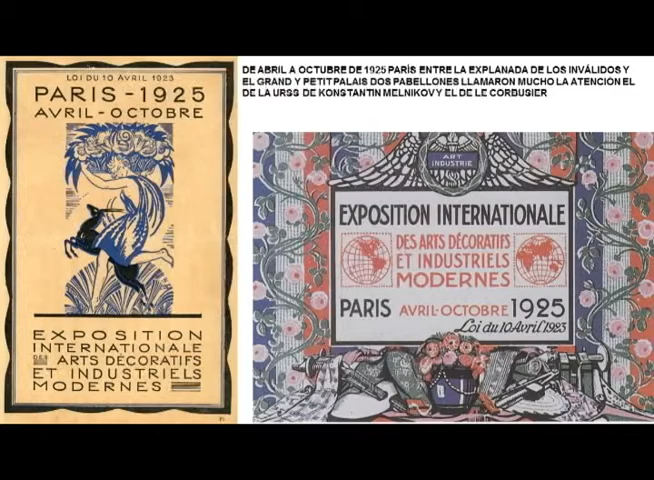 LOI DU 10 AVRIL 1923
PARIS-1925
AVRIL-OCTOBRE
EXPOSITION
INTERNATIONALE
DES ARTS DÉCORATIFS
ET INDUSTRIELS
MODERNES
DE ABRIL A OCTUBRE DE 1925 PARÍS ENTRE LA EXPLANADA DE LOS INVÁLIDOS Y
EL GRAND Y PETIT PALAIS DOS PABELLONES LLAMARON MUCHO LA ATENCION EL
DE LA URSS DE KONSTANTIN MELNIKOV Y EL DE LE CORBUSIER
ART
INDUSTRIE
EXPOSITION INTERNATIONALE
DES ARTS DÉCORATIFS
ET INDUSTRIELS
MODERNES
PARIS AVRIL-OCTOBRE 1925
Loi du 10 Avril 1923